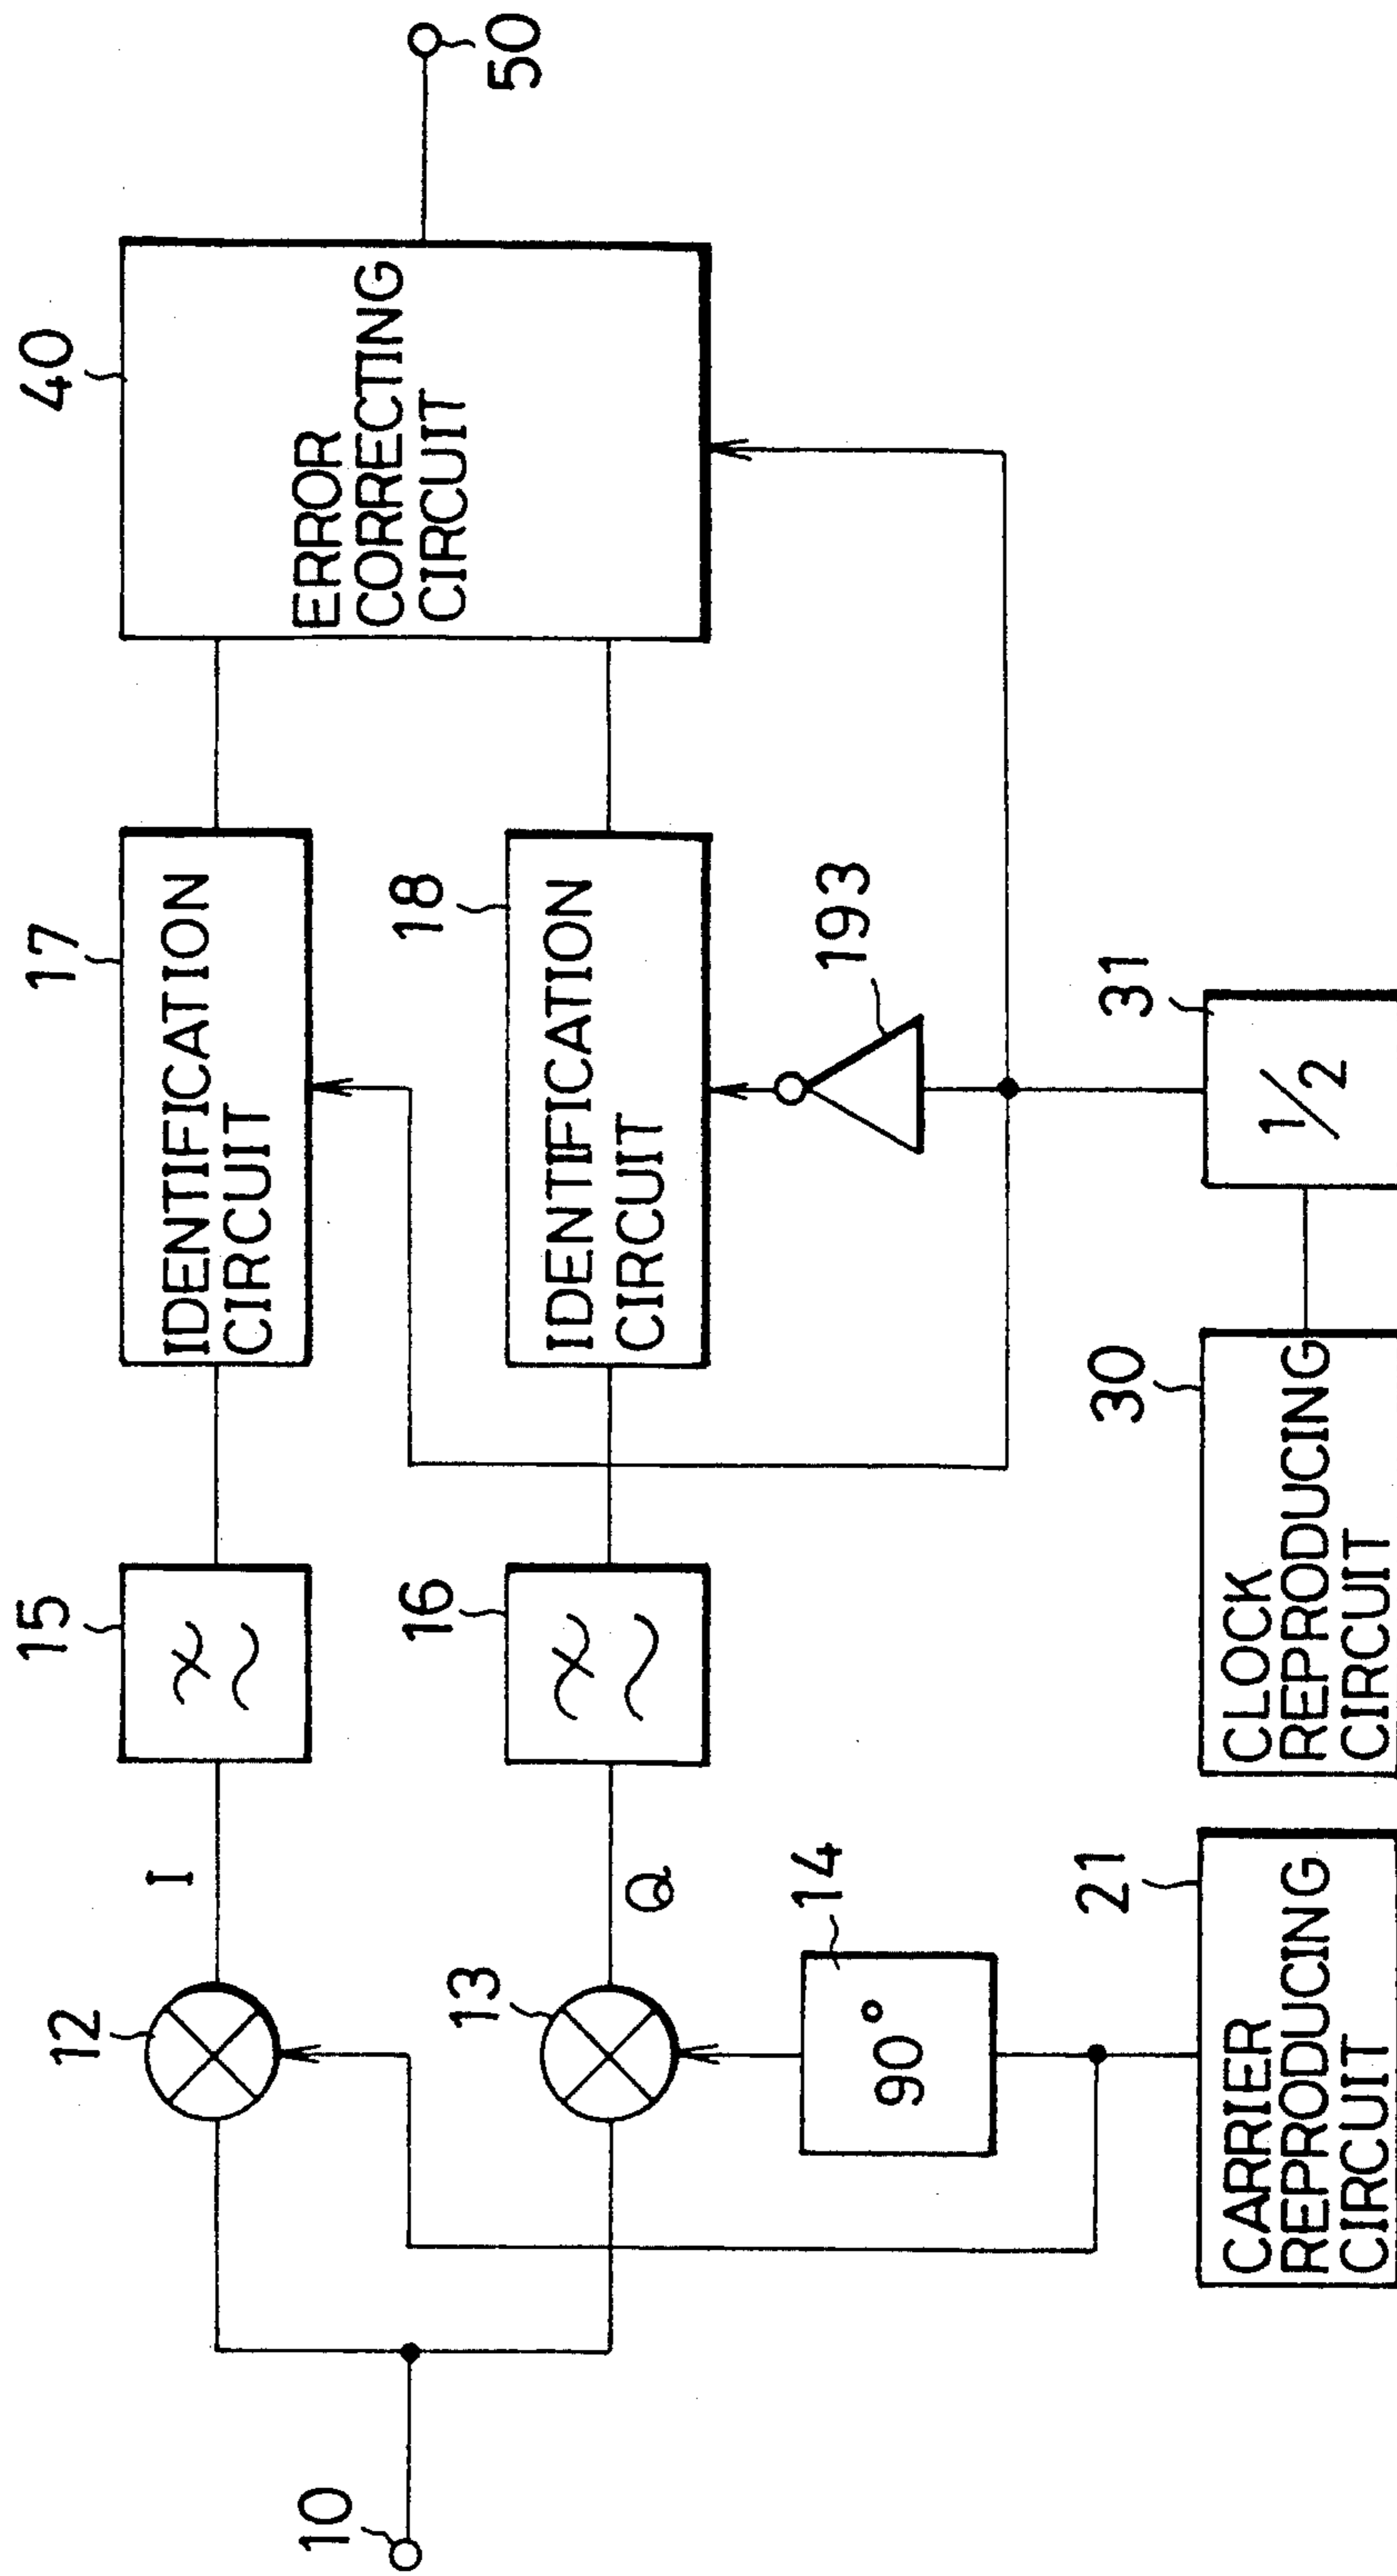 10
12
I
15
17
IDENTIFICATION
CIRCUIT
40
ERROR
CORRECTING
CIRCUIT
50
13
Q
16
18
IDENTIFICATION
CIRCUIT
14
90°
193
21
CARRIER
REPRODUCING
CIRCUIT
30
CLOCK
REPRODUCING
CIRCUIT
31
1/2